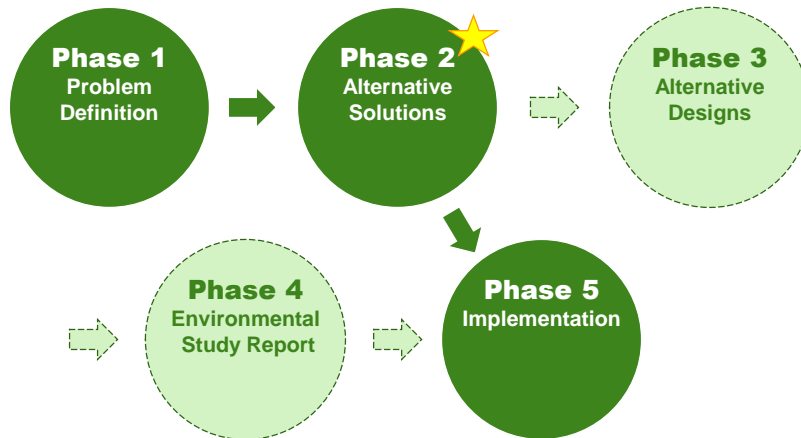 Phase 1
Problem
Definition
Phase 2
Alternative
Solutions
Phase 3
Alternative
Designs
Phase 4
Environmental
Study Report
Phase 5
Implementation